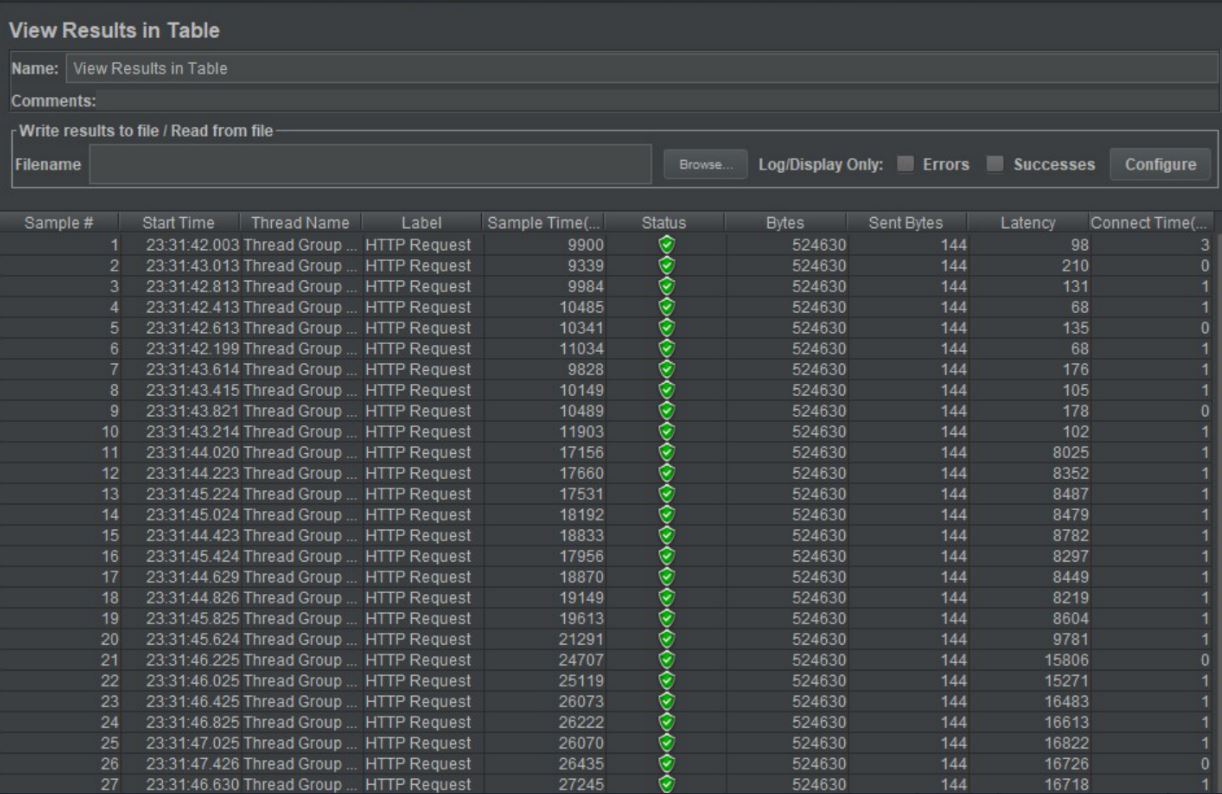 View Results in Table
Name: View Results in Table
Comments:
Write results to file / Read from file
Filename Browse... Log/Display Only: Errors Successes Configure
Sample # Start Time Thread Name Label Sample Time(... Status Bytes Sent Bytes Latency Connect Time(...
1 23:31:42.003 Thread Group ... HTTP Request 9900 524630 144 98 3
2 23:31:43.013 Thread Group ... HTTP Request 9339 524630 144 210 0
3 23:31:42.813 Thread Group ... HTTP Request 9984 524630 144 131 1
4 23:31:42.413 Thread Group ... HTTP Request 10485 524630 144 68 1
5 23:31:42.613 Thread Group ... HTTP Request 10341 524630 144 135 0
6 23:31:42.199 Thread Group ... HTTP Request 11034 524630 144 68 1
7 23:31:43.614 Thread Group ... HTTP Request 9828 524630 144 176 1
8 23:31:43.415 Thread Group ... HTTP Request 10149 524630 144 105 1
9 23:31:43.821 Thread Group ... HTTP Request 10489 524630 144 178 0
10 23:31:43.214 Thread Group ... HTTP Request 11903 524630 144 102 1
11 23:31:44.020 Thread Group ... HTTP Request 17156 524630 144 8025 1
12 23:31:44.223 Thread Group ... HTTP Request 17660 524630 144 8352 1
13 23:31:45.224 Thread Group ... HTTP Request 17531 524630 144 8487 1
14 23:31:45.024 Thread Group ... HTTP Request 18192 524630 144 8479 1
15 23:31:44.423 Thread Group ... HTTP Request 18833 524630 144 8782 1
16 23:31:45.424 Thread Group ... HTTP Request 17956 524630 144 8297 1
17 23:31:44.629 Thread Group ... HTTP Request 18870 524630 144 8449 1
18 23:31:44.826 Thread Group ... HTTP Request 19149 524630 144 8219 1
19 23:31:45.825 Thread Group ... HTTP Request 19613 524630 144 8604 1
20 23:31:45.624 Thread Group ... HTTP Request 21291 524630 144 9781 1
21 23:31:46.225 Thread Group ... HTTP Request 24707 524630 144 15806 0
22 23:31:46.025 Thread Group ... HTTP Request 25119 524630 144 15271 1
23 23:31:46.425 Thread Group ... HTTP Request 26073 524630 144 16483 1
24 23:31:46.825 Thread Group ... HTTP Request 26222 524630 144 16613 1
25 23:31:47.025 Thread Group ... HTTP Request 26070 524630 144 16822 1
26 23:31:47.426 Thread Group ... HTTP Request 26435 524630 144 16726 0
27 23:31:46.630 Thread Group ... HTTP Request 27245 524630 144 16718 1